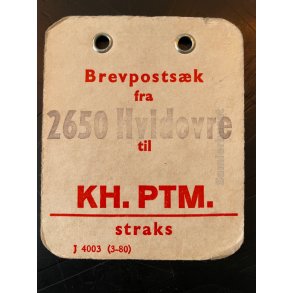 Brevpostsæk
fra
2650 Hvidovre
til
KH. PTM.
straks
J 4003 (3-80)